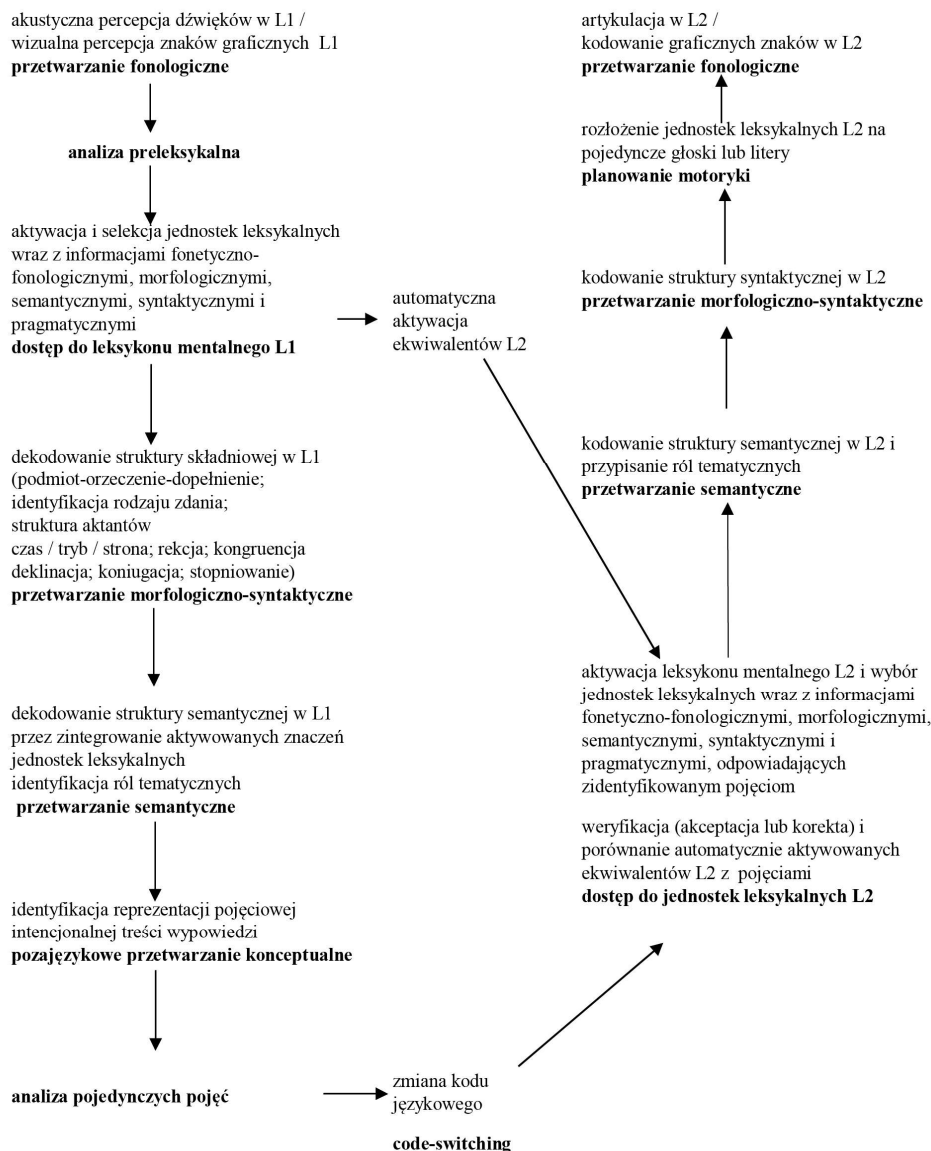 akustyczna percepcja dźwięków w L1 /
wizualna percepcja znaków graficznych L1
przetwarzanie fonologiczne
analiza preleksykalna
aktywacja i selekcja jednostek leksykalnych
wraz z informacjami fonetyczno-
fonologicznymi, morfologicznymi,
semantycznymi, syntaktycznymi i
pragmatycznymi
dostęp do leksykonu mentalnego L1
dekodowanie struktury składniowej w L1
(podmiot-orzeczenie-dopełnienie;
identyfikacja rodzaju zdania;
struktura aktantów
czas / tryb / strona; rekcja; kongruencja
deklinacja; koniugacja; stopniowanie)
przetwarzanie morfologiczno-syntaktyczne
dekodowanie struktury semantycznej w L1
przez zintegrowanie aktywowanych znaczeń
jednostek leksykalnych
identyfikacja ról tematycznych
przetwarzanie semantyczne
identyfikacja reprezentacji pojęciowej
intencjonalnej treści wypowiedzi
pozajęzykowe przetwarzanie konceptualne
analiza pojedynczych pojęć
automatyczna
aktywacja
ekwiwalentów L2
zmiana kodu
językowego
code-switching
artykulacja w L2 /
kodowanie graficznych znaków w L2
przetwarzanie fonologiczne
rozłożenie jednostek leksykalnych L2 na
pojedyncze głoski lub litery
planowanie motoryki
kodowanie struktury syntaktycznej w L2
przetwarzanie morfologiczno-syntaktyczne
kodowanie struktury semantycznej w L2 i
przypisanie ról tematycznych
przetwarzanie semantyczne
aktywacja leksykonu mentalnego L2 i wybór
jednostek leksykalnych wraz z informacjami
fonetyczno-fonologicznymi, morfologicznymi,
semantycznymi, syntaktycznymi i
pragmatycznymi, odpowiadających
zidentyfikowanym pojęciom
weryfikacja (akceptacja lub korekta) i
porównanie automatycznie aktywowanych
ekwiwalentów L2 z pojęciami
dostęp do jednostek leksykalnych L2